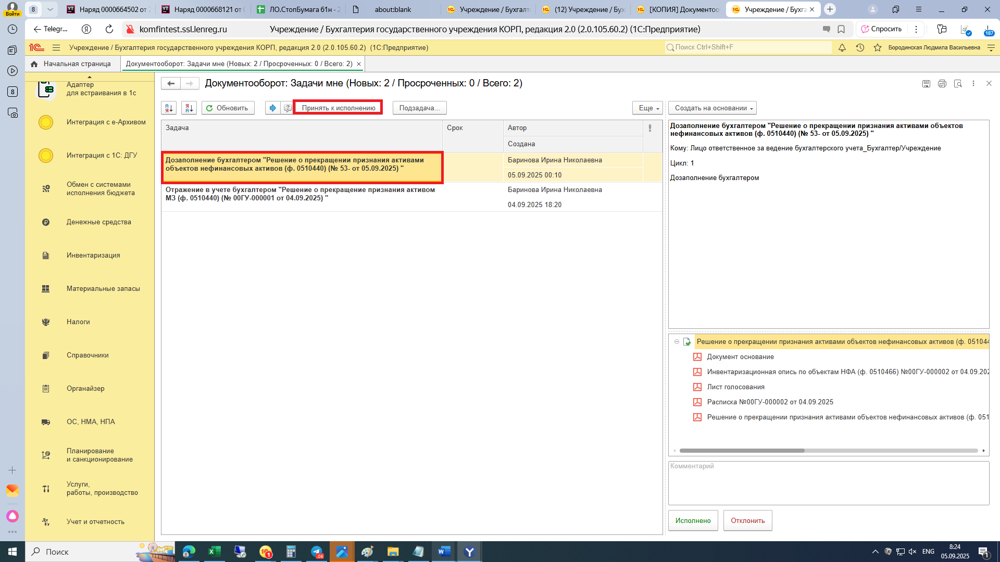 Войти
8
Наряд 0000664502 от 2
Наряд 0000668121 от 0
ЛО.СтопБумага 61н - 2
about:blank
Учреждение / Бухгалт
(12) Учреждение / Бух
[КОПИЯ] Документоо
Учреждение / Бухга
Telegr...
komfintest.ssl.lenreg.ru
Учреждение / Бухгалтерия государственного учреждения КОРП, редакция 2.0 (2.0.105.60.2) (1С:Предприятие)
Спросить
187
Учреждение / Бухгалтерия государственного учреждения КОРП, редакция 2.0 (2.0.105.60.2) (1С:Предприятие)
Поиск Ctrl+Shift+F
Бородинская Людмила Васильевна
Начальная страница
Документооборот: Задачи мне (Новых: 2 / Просроченных: 0 / Всего: 2)
8
Адаптер
для встраивания в 1с
Интеграция с е-Архивом
Интеграция с 1С: ДГУ
Обмен с системами
исполнения бюджета
Денежные средства
Инвентаризация
Материальные запасы
Налоги
Справочники
Органайзер
ОС, НМА, НПА
Планирование
и санкционирование
Услуги,
работы, производство
Учет и отчетность
Документооборот: Задачи мне (Новых: 2 / Просроченных: 0 / Всего: 2)
Обновить
Принять к исполнению
Подзадача...
Еще
Создать на основании
Задача
Срок
Автор
Создана
Дозаполнение бухгалтером "Решение о прекращении признания активами
объектов нефинансовых активов (ф. 0510440) (№ 53- от 05.09.2025) "
Баринова Ирина Николаевна
05.09.2025 00:10
Отражение в учете бухгалтером "Решение о прекращение признания активом
МЗ (ф. 0510440) (№ 00ГУ-000001 от 04.09.2025) "
Баринова Ирина Николаевна
04.09.2025 18:20
Дозаполнение бухгалтером "Решение о прекращении признания активами объектов
нефинансовых активов (ф. 0510440) (№ 53- от 05.09.2025) "
Кому: Лицо ответственное за ведение бухгалтерского учета_Бухгалтер/Учреждение
Цикл: 1
Дозаполнение бухгалтером
Решение о прекращении признания активами объектов нефинансовых активов (ф. 051044
Документ основание
Инвентаризационная опись по объектам НФА (ф. 0510466) №00ГУ-000002 от 04.09.202
Лист голосования
Расписка №00ГУ-000002 от 04.09.2025
Решение о прекращении признания активами объектов нефинансовых активов (ф. 051
Комментарий
Исполнено
Отклонить
Поиск
1
.06
ENG
8:24
05.09.2025
1